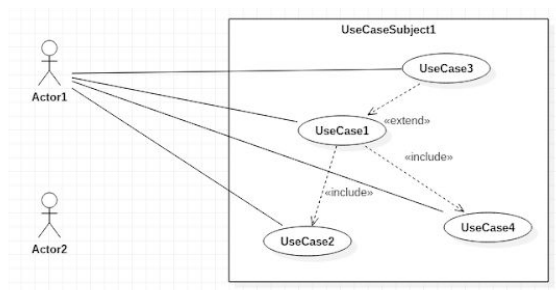 UseCaseSubject1
UseCase3
Actor1
«extend»
UseCase1
«include»
«include»
UseCase4
UseCase2
Actor2